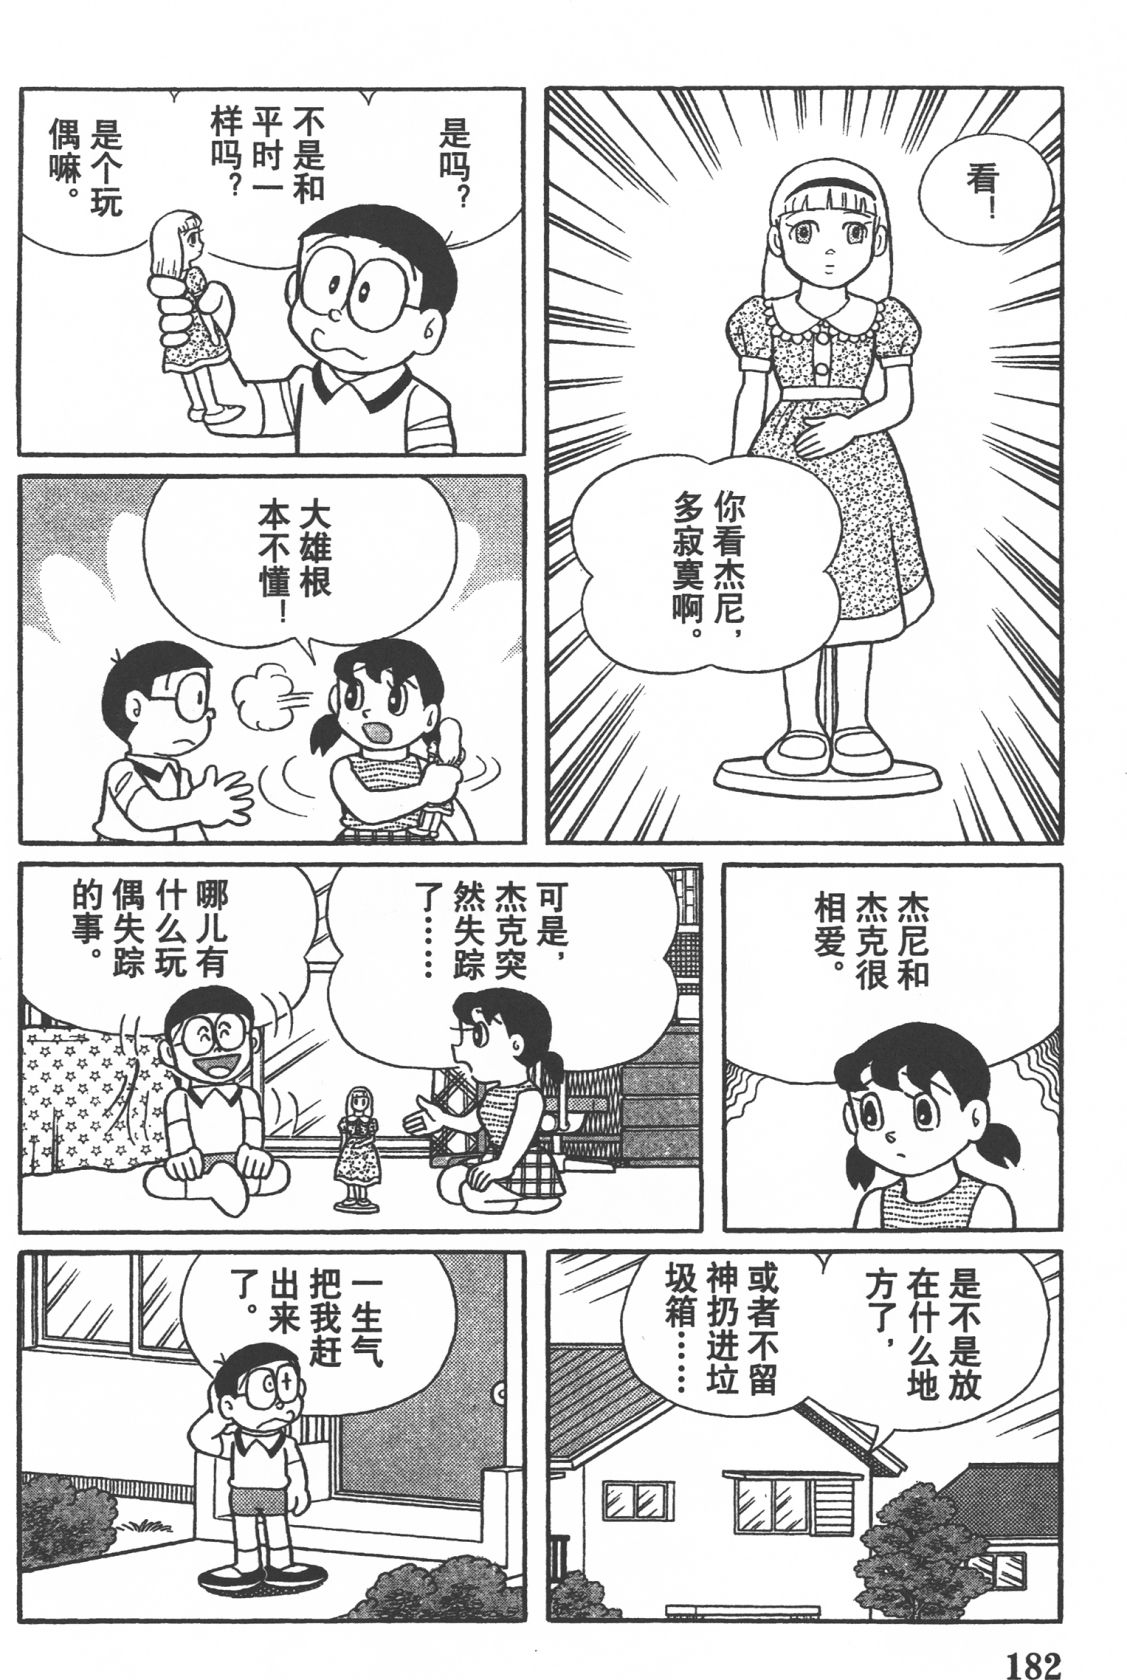 看！
你看杰尼，
多寂寞啊。
是吗？
不是和
平时一
样吗？
是个玩
偶嘛。
大雄根
本不懂！
杰尼和
杰克很
相爱。
可是，
杰克突
然失踪
了……
哪儿有
什么玩
偶失踪
的事。
是不是放
在什么地
方了，
或者不留
神扔进垃
圾箱……
一生气
把我赶
出来
了。
182